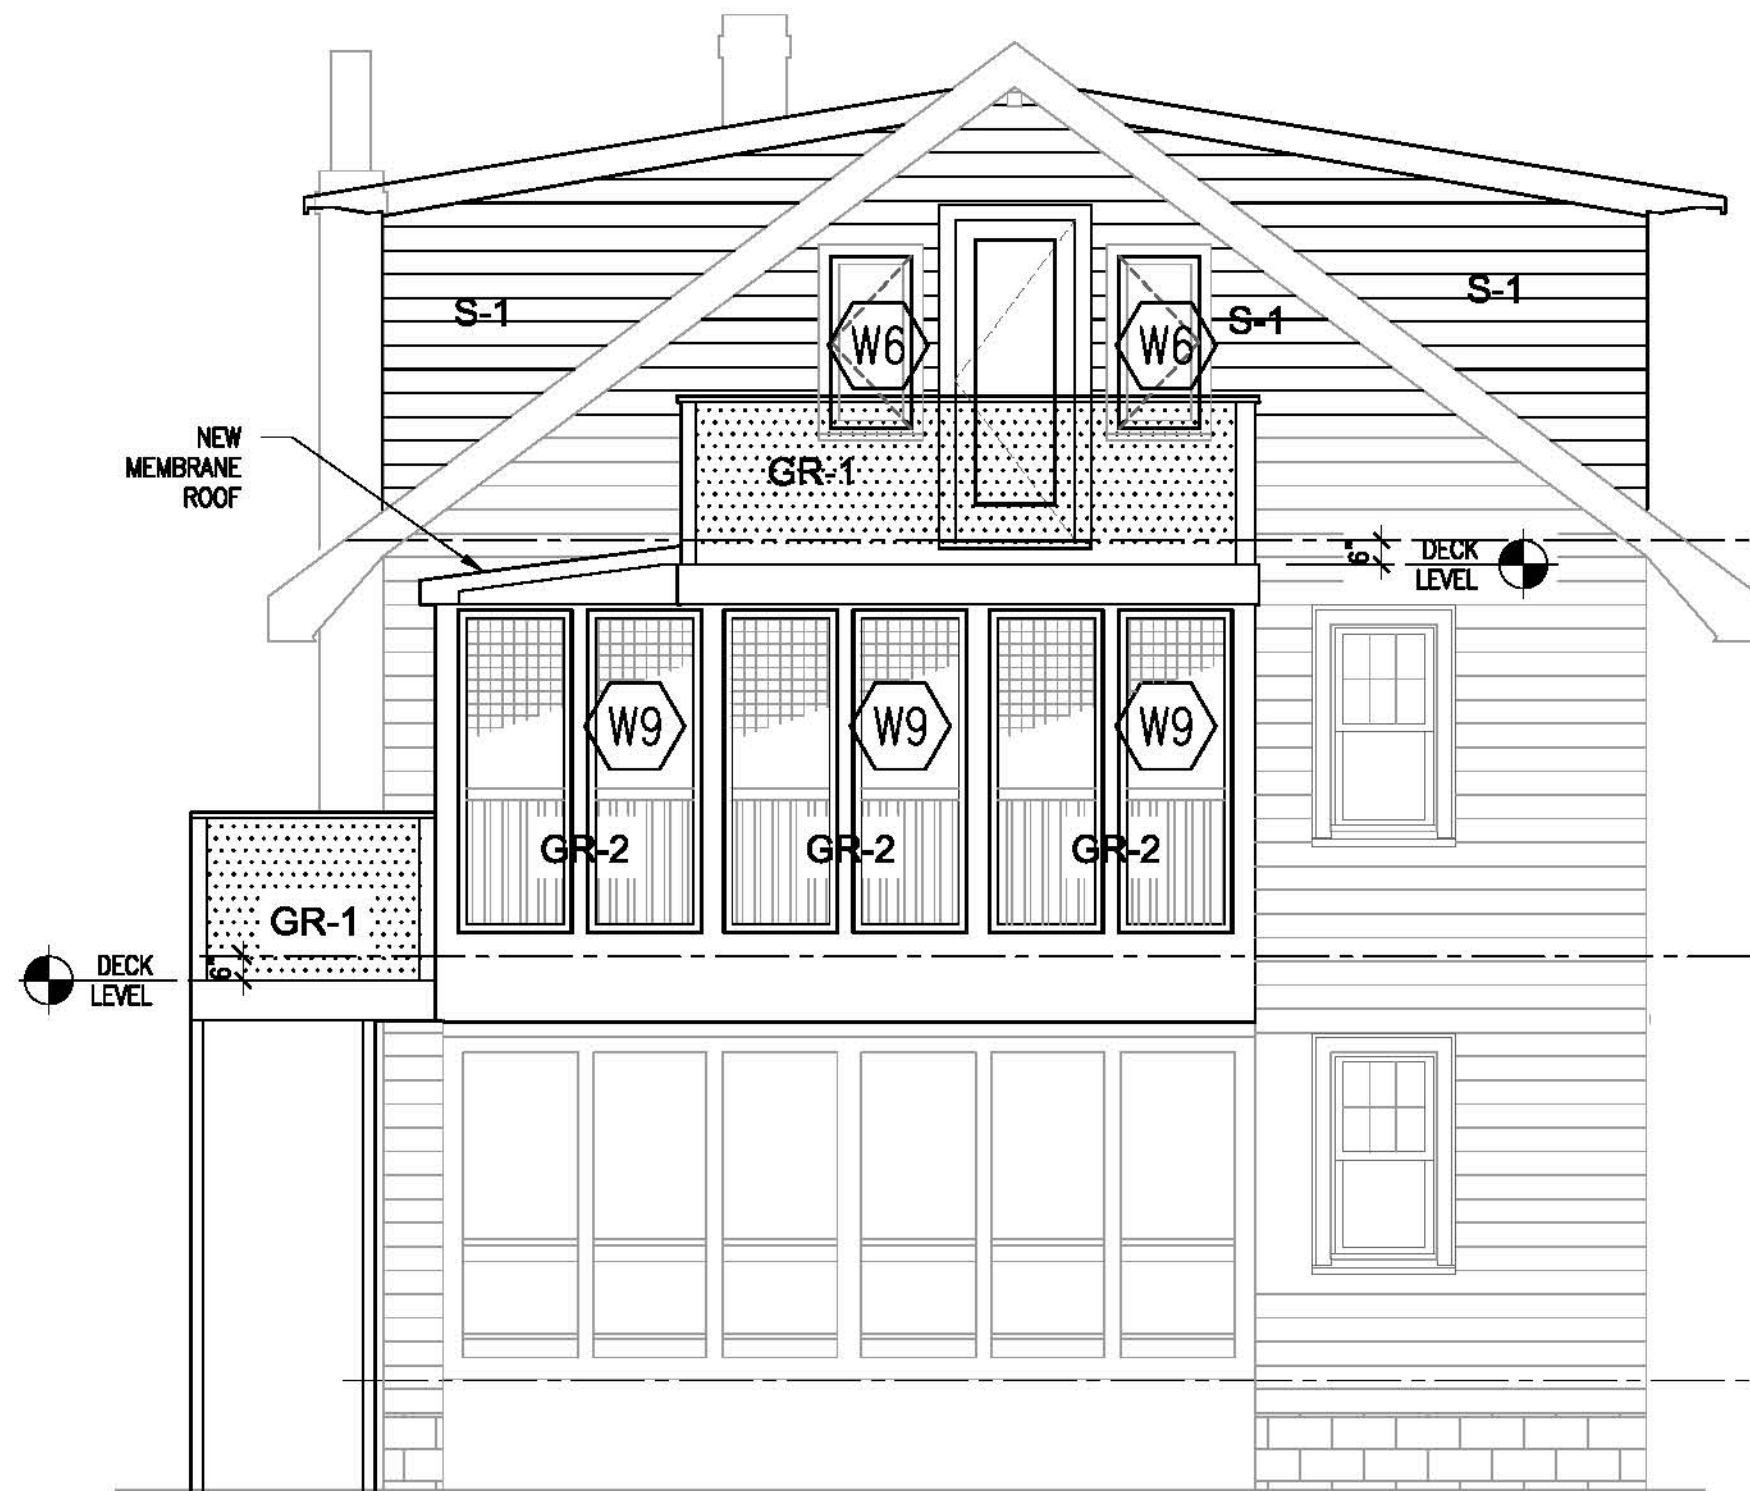 S-1
S-1
S-1
W6
W6
NEW
MEMBRANE
ROOF
GR-1
6"
DECK
LEVEL
W9
W9
W9
GR-2
GR-2
GR-2
GR-1
6"
DECK
LEVEL